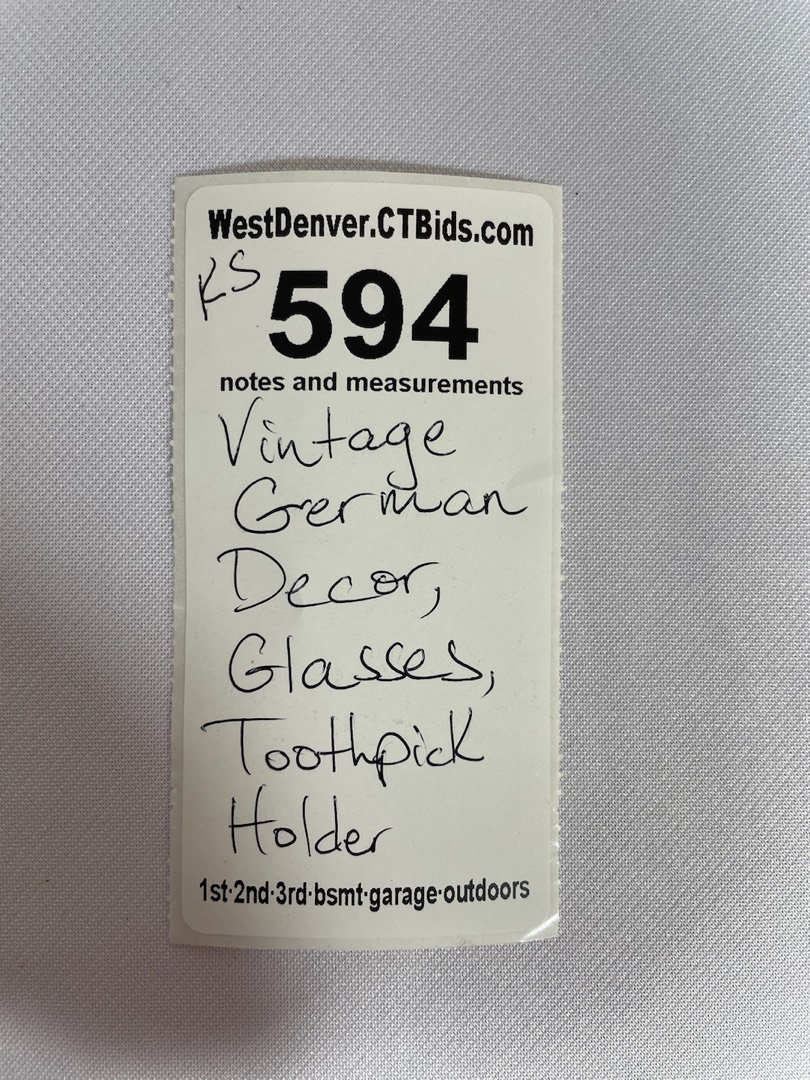 WestDenver.CTBids.com
KS 594
notes and measurements
Vintage
German
Decor,
Glasses,
Toothpick
Holder
1st·2nd·3rd·bsmt·garage·outdoors